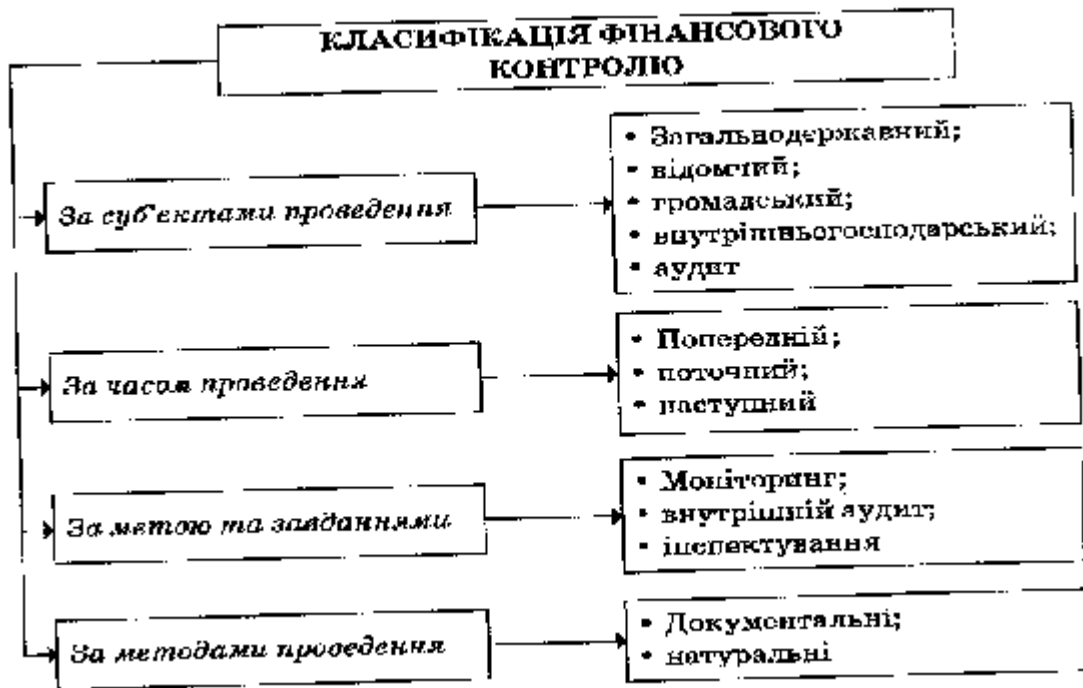 КЛАСИФІКАЦІЯ ФІНАНСОВОГО
КОНТРОЛЮ
За суб'єктами проведення
• Загальнодержавний;
• відомчий;
• громадський;
• внутрішньогосподарський;
• аудит
За часом проведення
• Попередній;
• поточний;
• наступний
За метою та завданнями
• Моніторинг;
• внутрішній аудит;
• інспектування
За методами проведення
• Документальні;
• натуральні